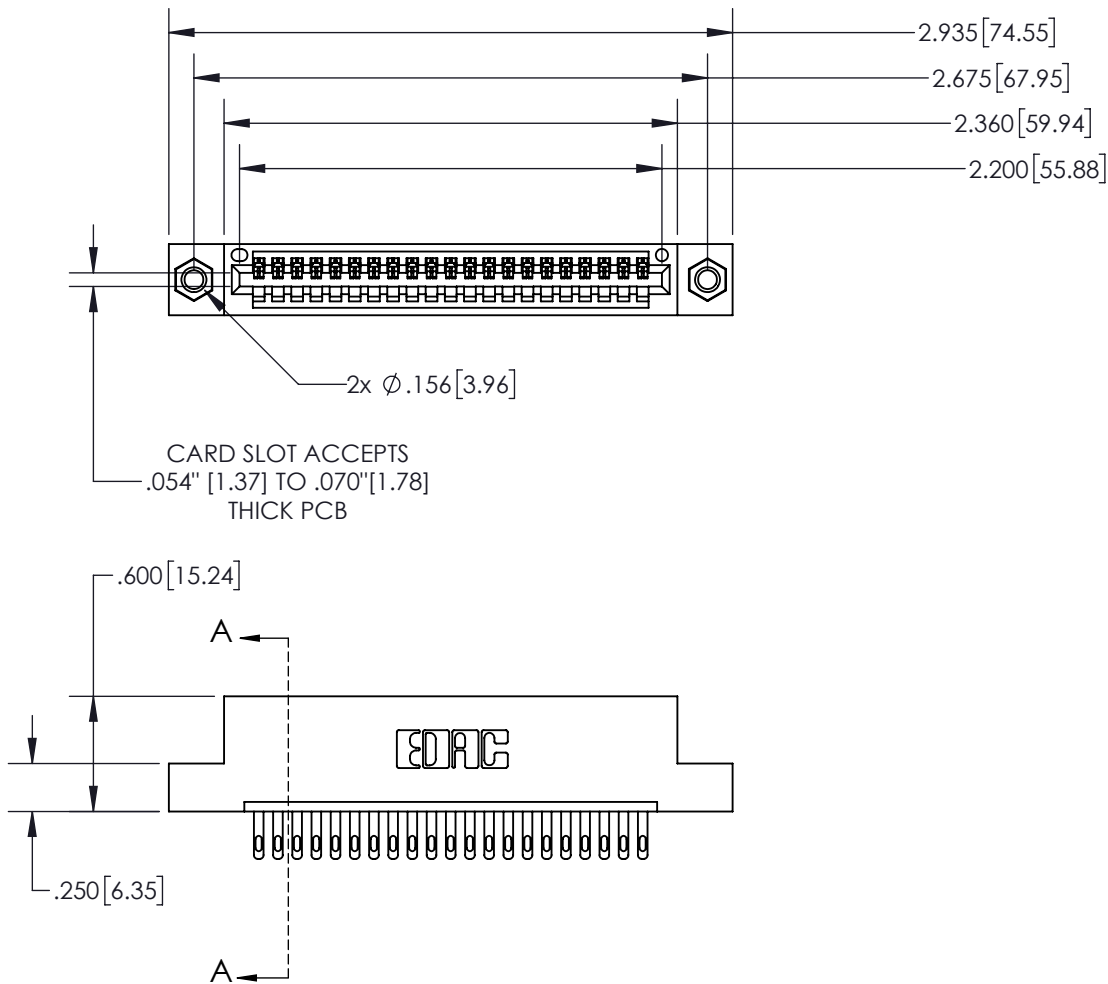 2.935[74.55]
2.675[67.95]
2.360[59.94]
2.200[55.88]
2x Ø.156[3.96]
CARD SLOT ACCEPTS
.054" [1.37] TO .070"[1.78]
THICK PCB
.600[15.24]
A
EDAC
.250[6.35]
A